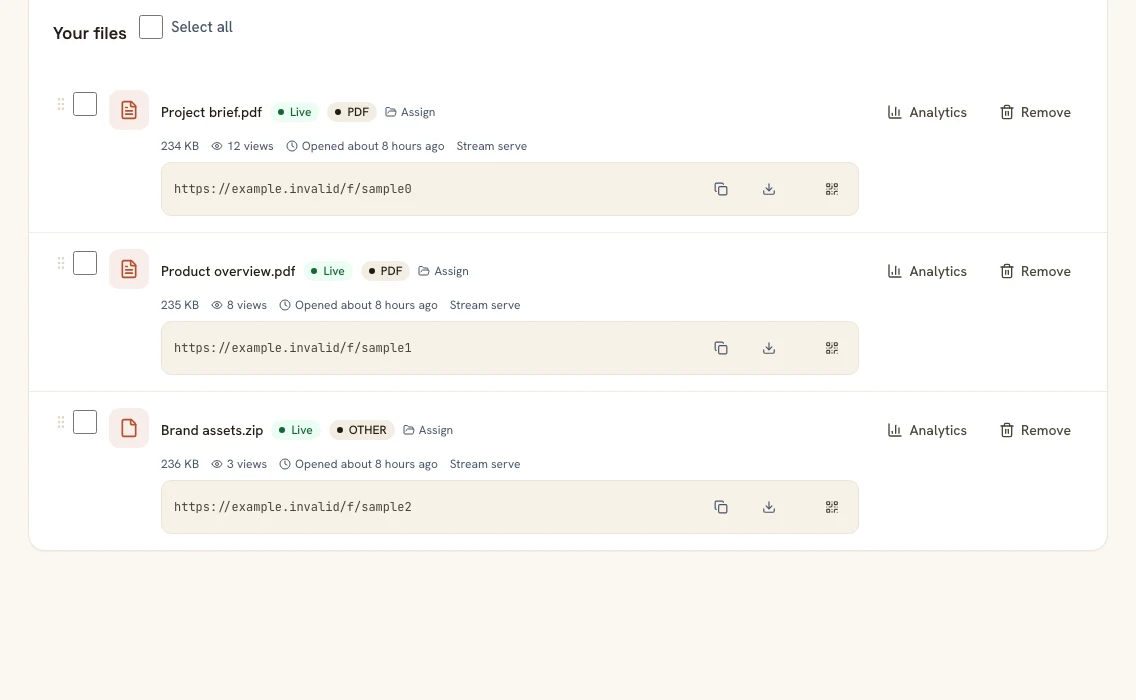 Your files Select all
Project brief.pdf Live PDF Assign Analytics Remove
234 KB 12 views Opened about 8 hours ago Stream serve
https://example.invalid/f/sample0
Product overview.pdf Live PDF Assign Analytics Remove
235 KB 8 views Opened about 8 hours ago Stream serve
https://example.invalid/f/sample1
Brand assets.zip Live OTHER Assign Analytics Remove
236 KB 3 views Opened about 8 hours ago Stream serve
https://example.invalid/f/sample2